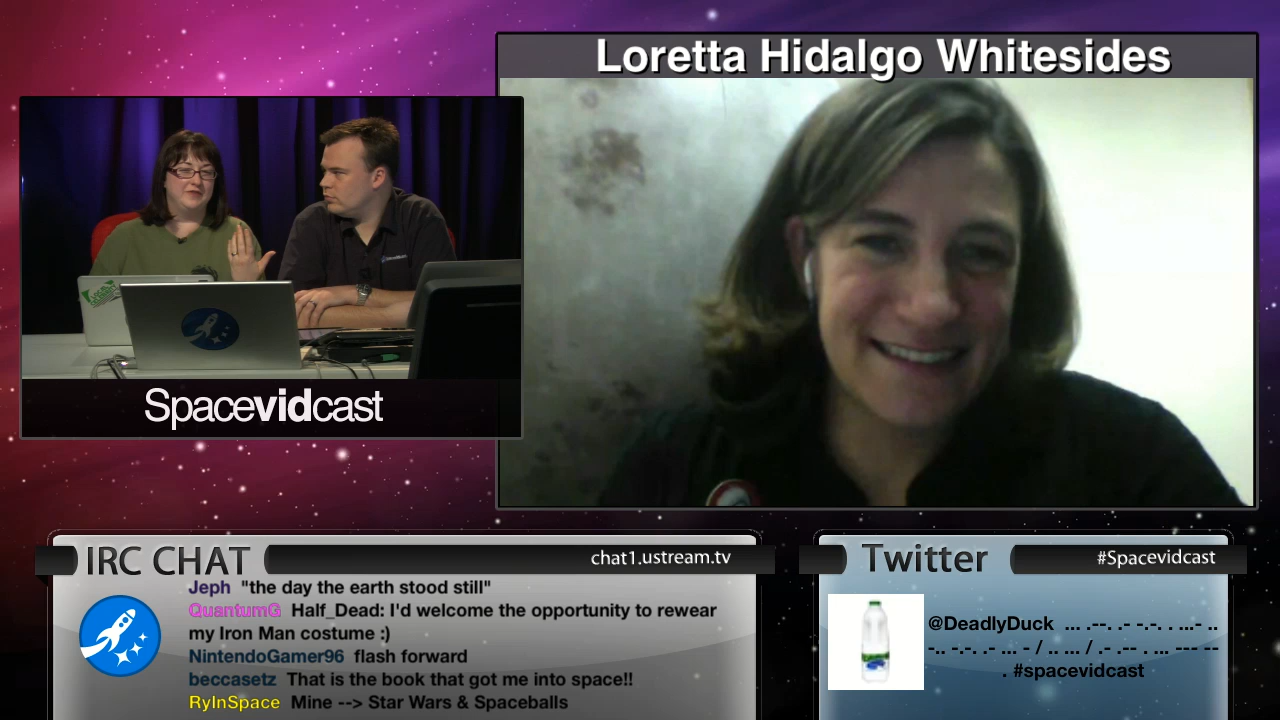 Loretta Hidalgo Whitesides
Spacevidcast
IRC CHAT
chat1.ustream.tv
Jeph "the day the earth stood still"
QuantumG Half_Dead: I'd welcome the opportunity to rewear
my Iron Man costume :)
NintendoGamer96 flash forward
beccasetz That is the book that got me into space!!
RyInSpace Mine --> Star Wars & Spaceballs
Twitter
#Spacevidcast
@DeadlyDuck ... .--. .- -.-. . ...- ..
-.. -.-. .- ... - / .. ... / .- .-- . ... --- --
. #spacevidcast